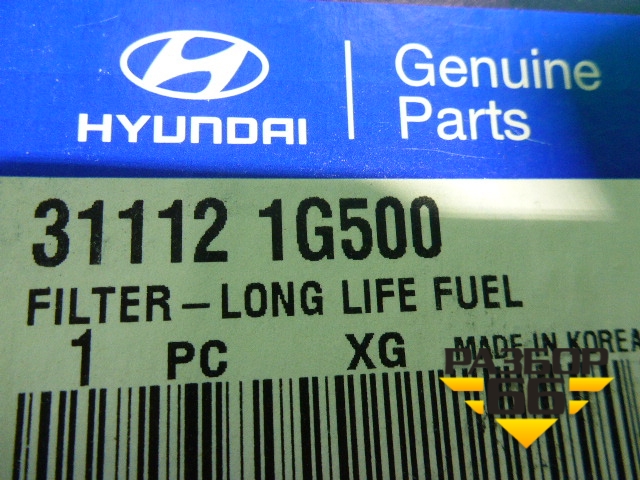 HYUNDAI
Genuine
Parts
31112 1G500
FILTER - LONG LIFE FUEL
1 PC XG MADE IN KOREA
РАЗБОР
66